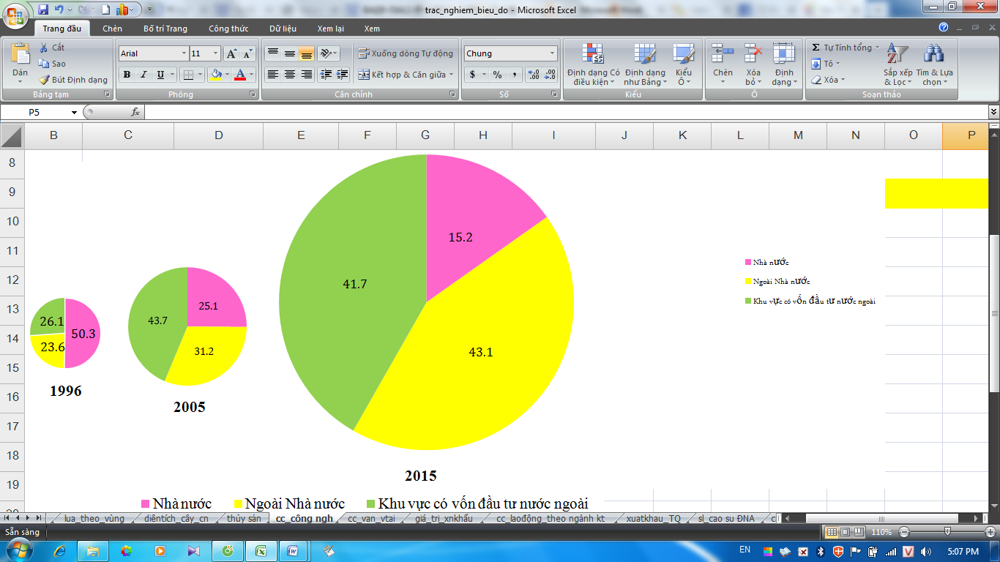 trac_nghiem_bieu_do - Microsoft Excel
Trang đầu Chèn Bố trí Trang Công thức Dữ liệu Xem lại Xem
Dán
Cắt
Sao
Bút Định dạng
Bảng tạm
Arial 11
B I U
Phông
Xuống dòng Tự động
Kết hợp & Căn giữa
Căn chỉnh
Chung
$ % ,
Số
Định dạng Có điều kiện
Định dạng như Bảng
Kiểu Ô
Kiểu
Chèn
Xóa bỏ
Định dạng
Ô
Σ Tự Tính tổng
Tô
Xóa
Sắp xếp & Lọc
Tìm & Lựa chọn
Soạn thảo
P5 fx
B C D E F G H I J K L M N O P
8
9
10
11
12
13
14
15
16
17
18
19
26.1
50.3
23.6
1996
25.1
43.7
31.2
2005
15.2
41.7
43.1
2015
Nhà nước
Ngoài Nhà nước
Khu vực có vốn đầu tư nước ngoài
Nhà nước Ngoài Nhà nước Khu vực có vốn đầu tư nước ngoài
lua_theo_vùng diêntích_cây_cn thủy sản cc_công ngh cc_van_vtai giá_trị_xnkhẩu cc_laođộng_theo ngành kt xuatkhau_TQ sl_cao su ĐNA
Sẵn sàng 110%
EN 5:07 PM